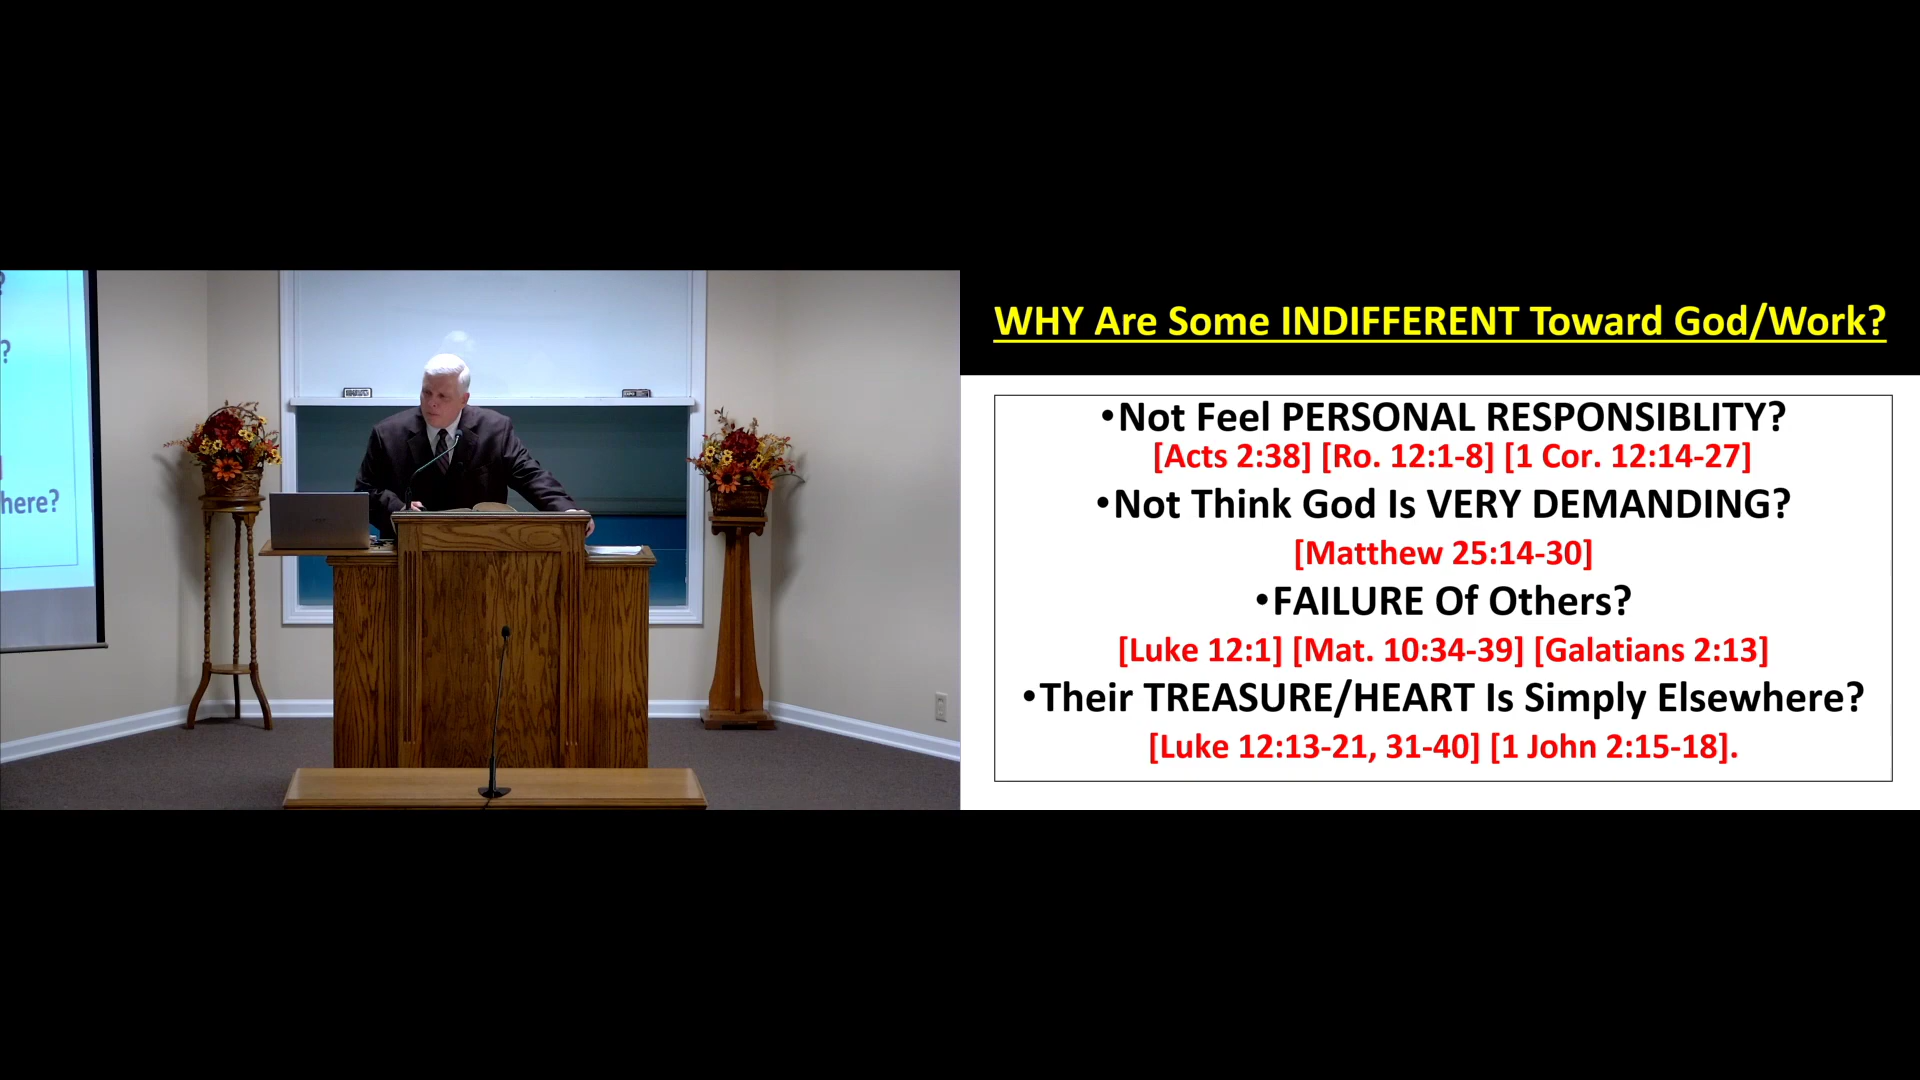 ?
?
here?
WHY Are Some INDIFFERENT Toward God/Work?
•Not Feel PERSONAL RESPONSIBLITY?
[Acts 2:38] [Ro. 12:1-8] [1 Cor. 12:14-27]
•Not Think God Is VERY DEMANDING?
[Matthew 25:14-30]
•FAILURE Of Others?
[Luke 12:1] [Mat. 10:34-39] [Galatians 2:13]
•Their TREASURE/HEART Is Simply Elsewhere?
[Luke 12:13-21, 31-40] [1 John 2:15-18].